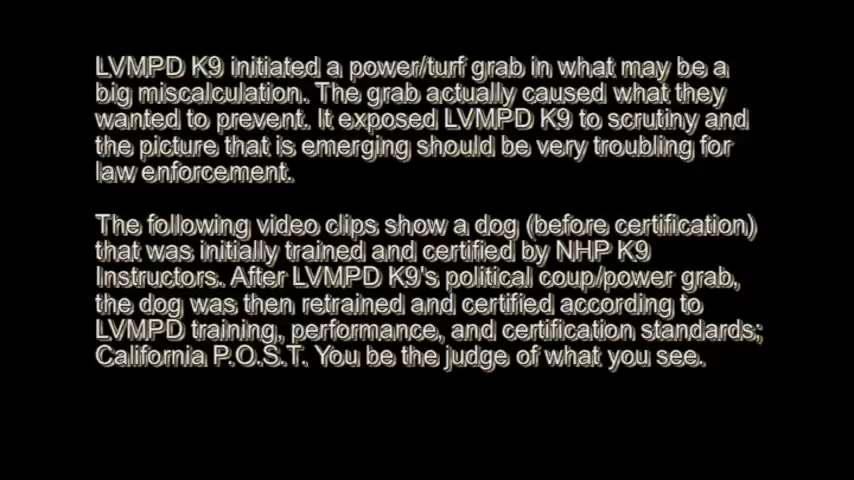 LVMPD K9 initiated a power/turf grab in what may be a
big miscalculation. The grab actually caused what they
wanted to prevent. It exposed LVMPD K9 to scrutiny and
the picture that is emerging should be very troubling for
law enforcement.
The following video clips show a dog (before certification)
that was initially trained and certified by NHP K9
Instructors. After LVMPD K9's political coup/power grab,
the dog was then retrained and certified according to
LVMPD training, performance, and certification standards;
California P.O.S.T. You be the judge of what you see.